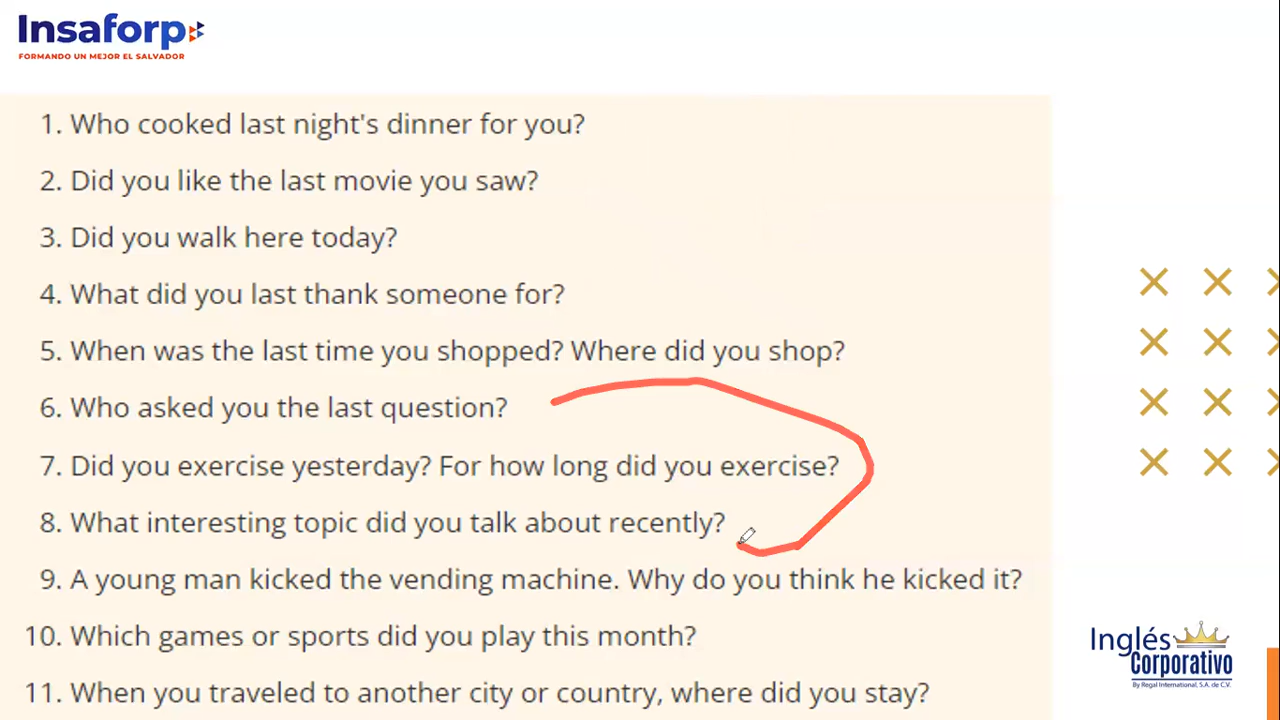 Insaforp
FORMANDO UN MEJOR EL SALVADOR
1. Who cooked last night's dinner for you?
2. Did you like the last movie you saw?
3. Did you walk here today?
4. What did you last thank someone for?
5. When was the last time you shopped? Where did you shop?
6. Who asked you the last question?
7. Did you exercise yesterday? For how long did you exercise?
8. What interesting topic did you talk about recently?
9. A young man kicked the vending machine. Why do you think he kicked it?
10. Which games or sports did you play this month?
11. When you traveled to another city or country, where did you stay?
Inglés
Corporativo
By Regal International, S.A. de C.V.